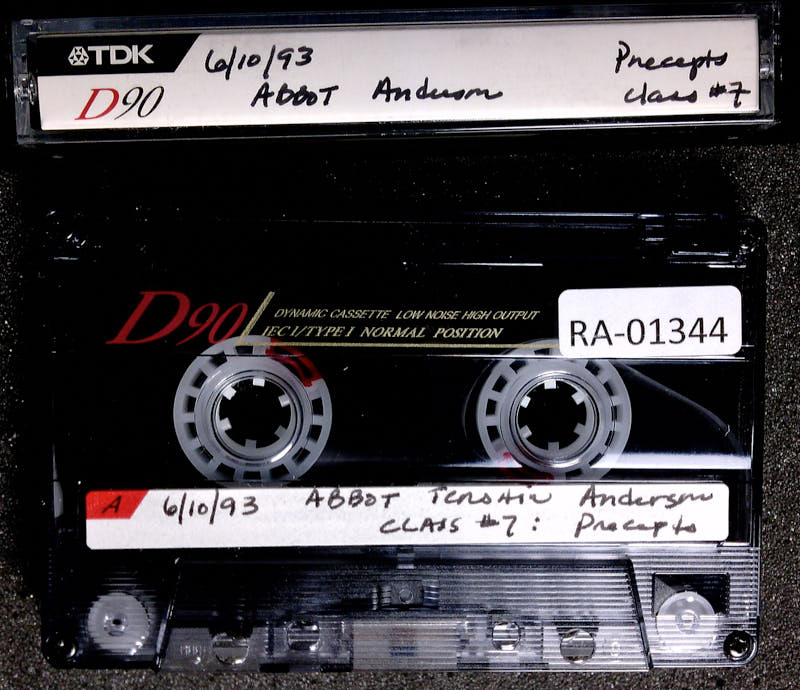 TDK
6/10/93
Precepts
D90
ABBOT Anderson
Class #7
D90
DYNAMIC CASSETTE LOW NOISE HIGH OUTPUT
IEC I/TYPE I NORMAL POSITION
RA-01344
A
6/10/93 ABBOT TENSHIN Anderson
CLASS #7: Precepts